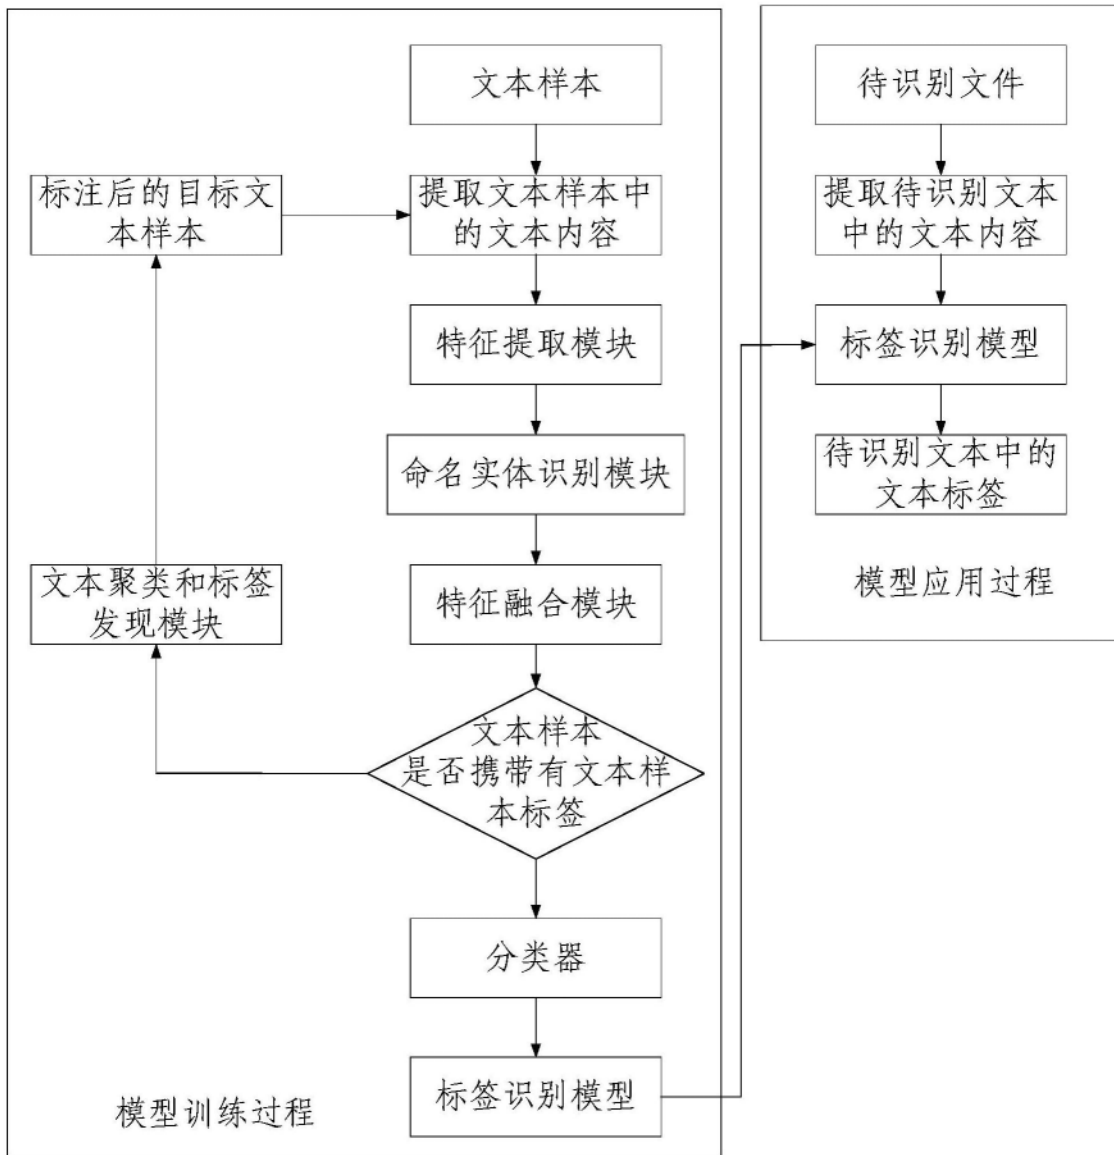 文本样本
标注后的目标文
本样本
提取文本样本中
的文本内容
特征提取模块
命名实体识别模块
文本聚类和标签
发现模块
特征融合模块
文本样本
是否携带有文本样
本标签
分类器
标签识别模型
模型训练过程
待识别文件
提取待识别文本
中的文本内容
标签识别模型
待识别文本中的
文本标签
模型应用过程